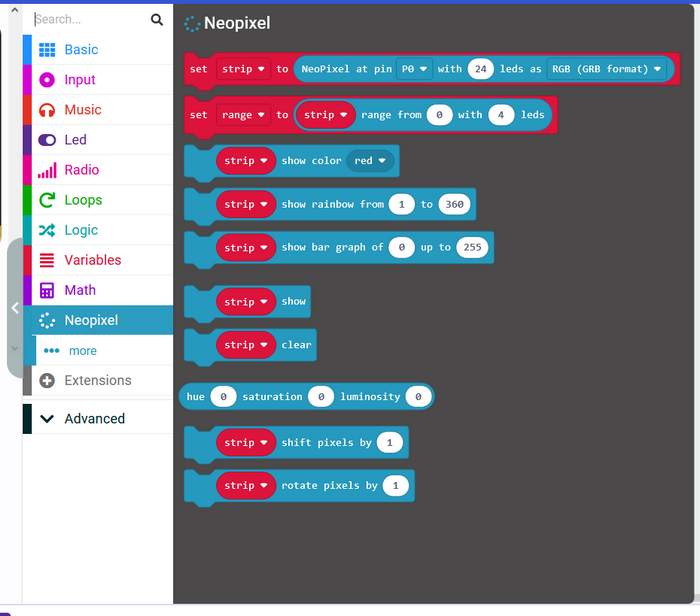 Search...
Basic
Input
Music
Led
Radio
Loops
Logic
Variables
Math
Neopixel
more
Extensions
Advanced
Neopixel
set strip to NeoPixel at pin P0 with 24 leds as RGB (GRB format)
set range to strip range from 0 with 4 leds
strip show color red
strip show rainbow from 1 to 360
strip show bar graph of 0 up to 255
strip show
strip clear
hue 0 saturation 0 luminosity 0
strip shift pixels by 1
strip rotate pixels by 1